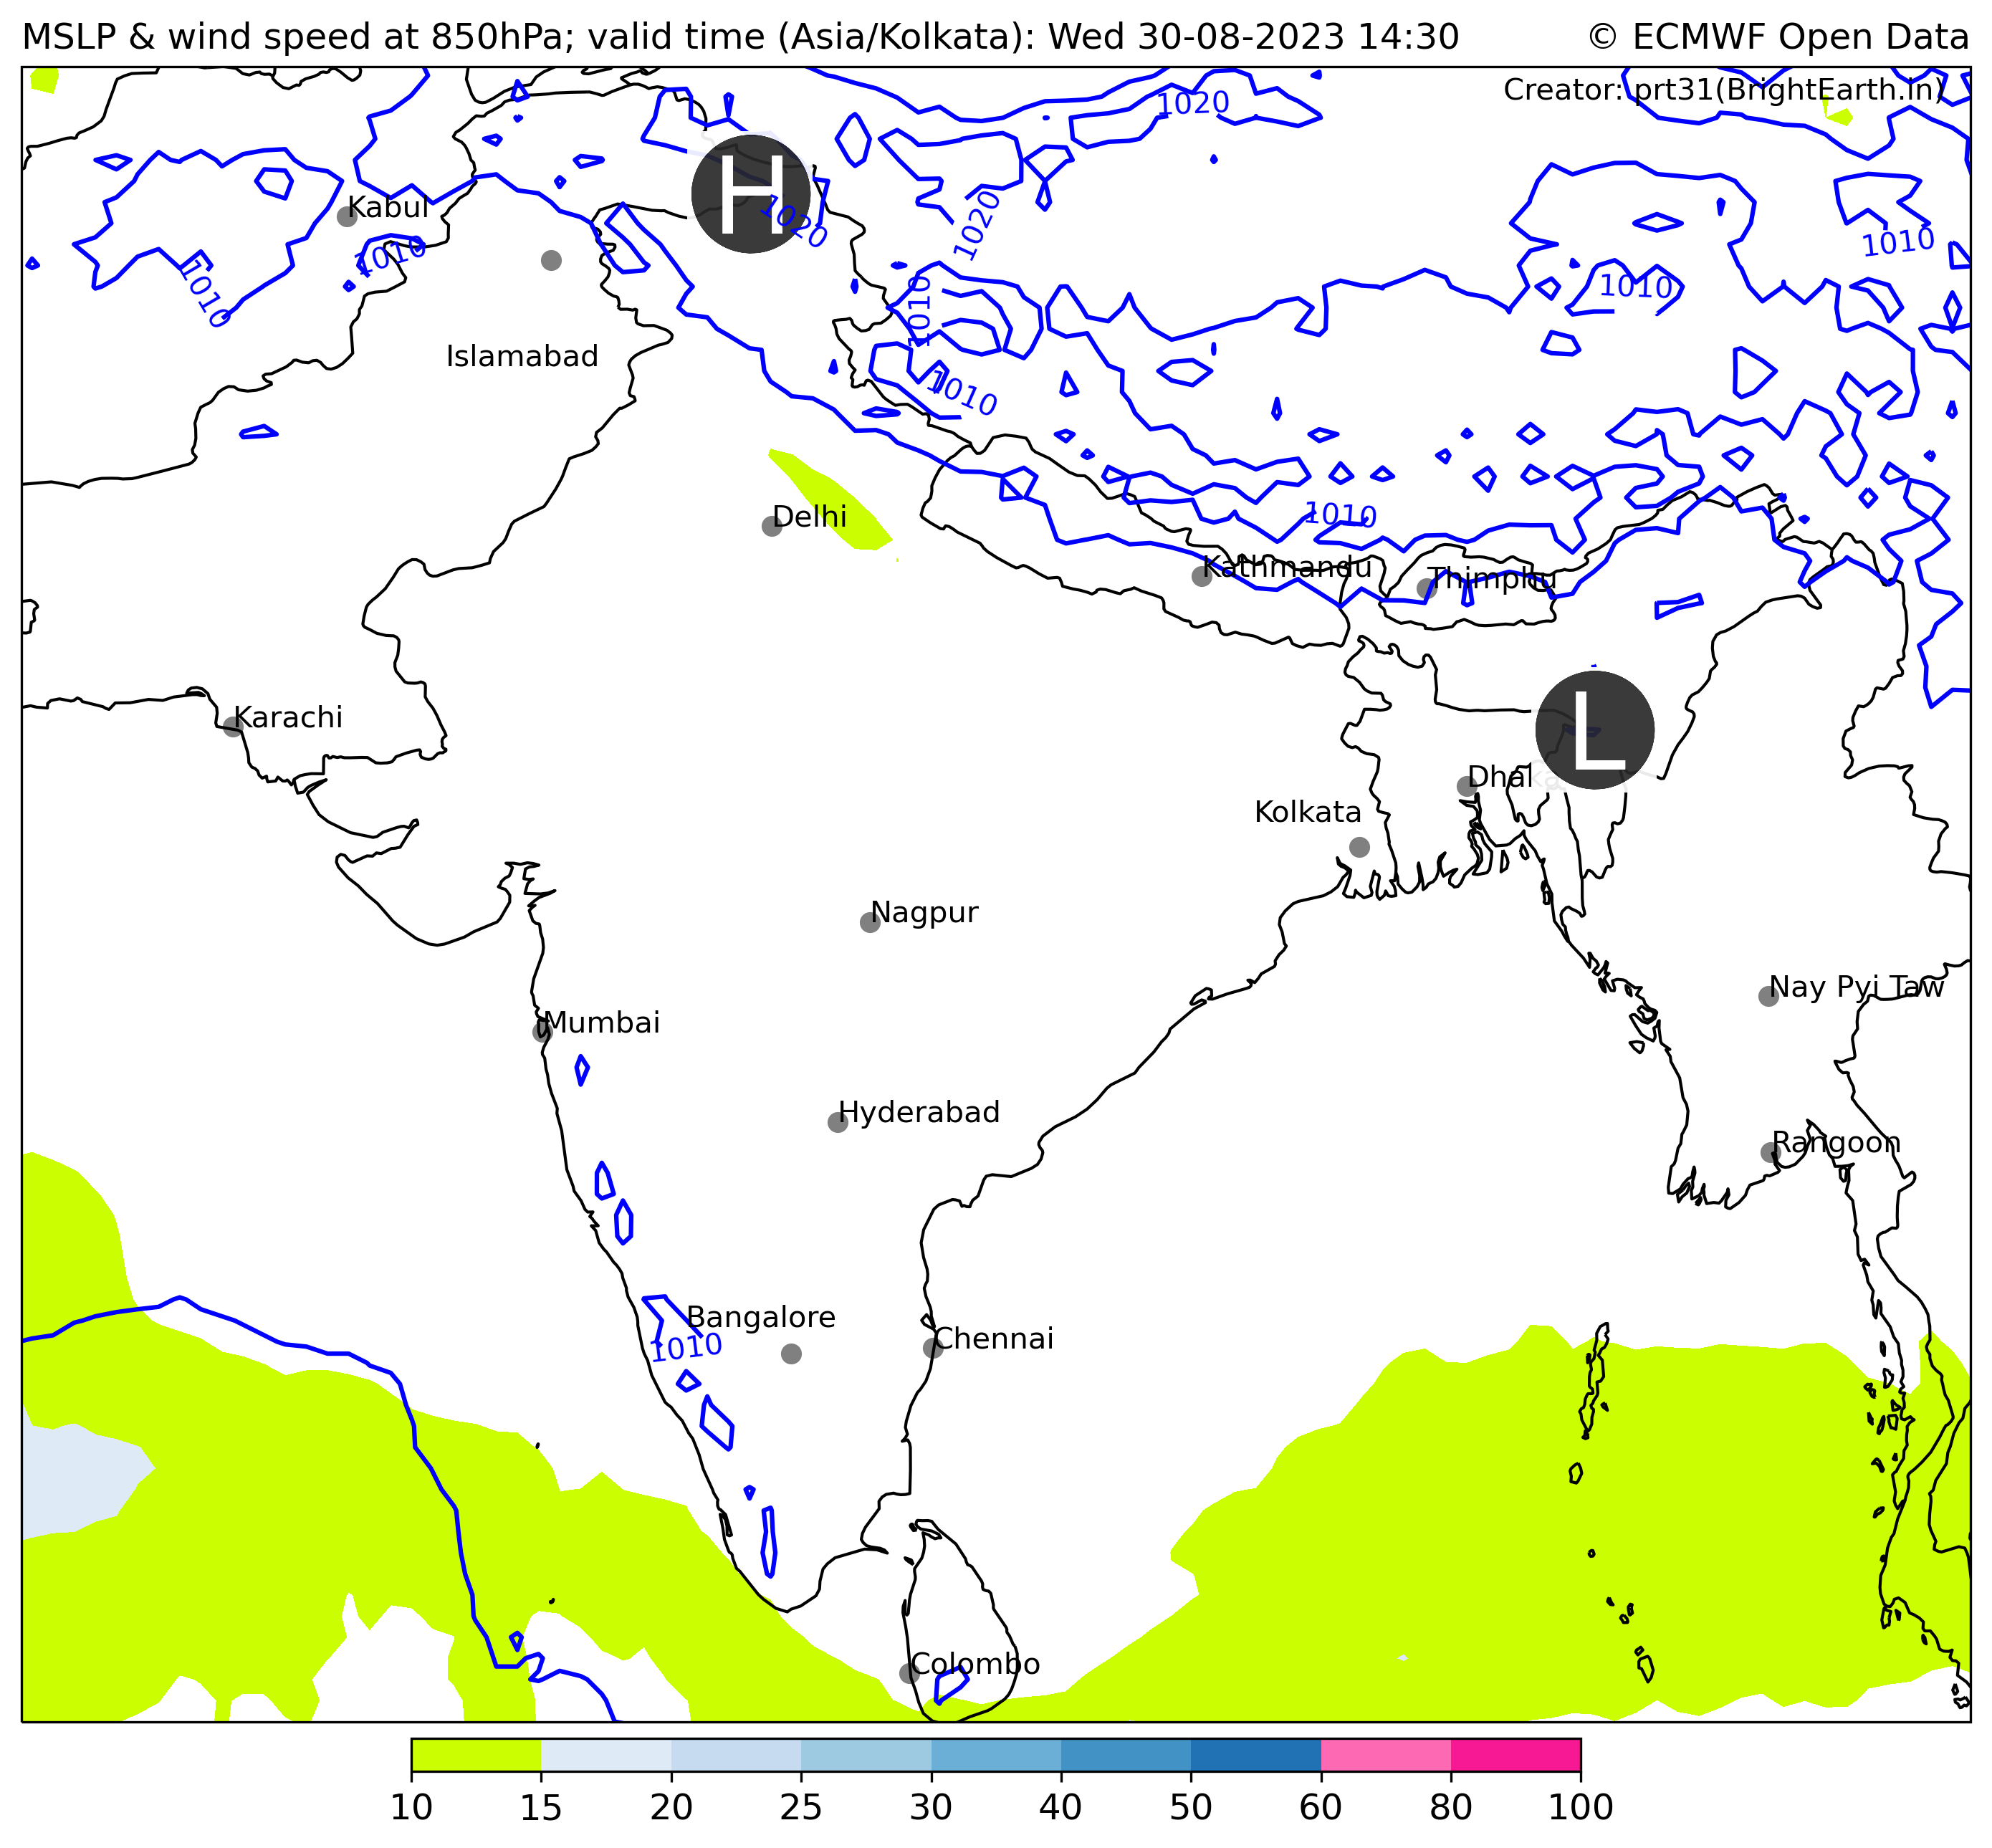 MSLP & wind speed at 850hPa; valid time (Asia/Kolkata): Wed 30-08-2023 14:30
© ECMWF Open Data
Creator: prt31(BrightEarth.in)
1020
H
Kabul
1020
1020
1010
1010
1010
1010
1010
Islamabad
1010
Delhi
1010
Kathmandu
Thimphu
Karachi
L
Dhaka
Kolkata
Nagpur
Nay Pyi Taw
Mumbai
Hyderabad
Rangoon
Bangalore
Chennai
1010
Colombo
10 15 20 25 30 40 50 60 80 100